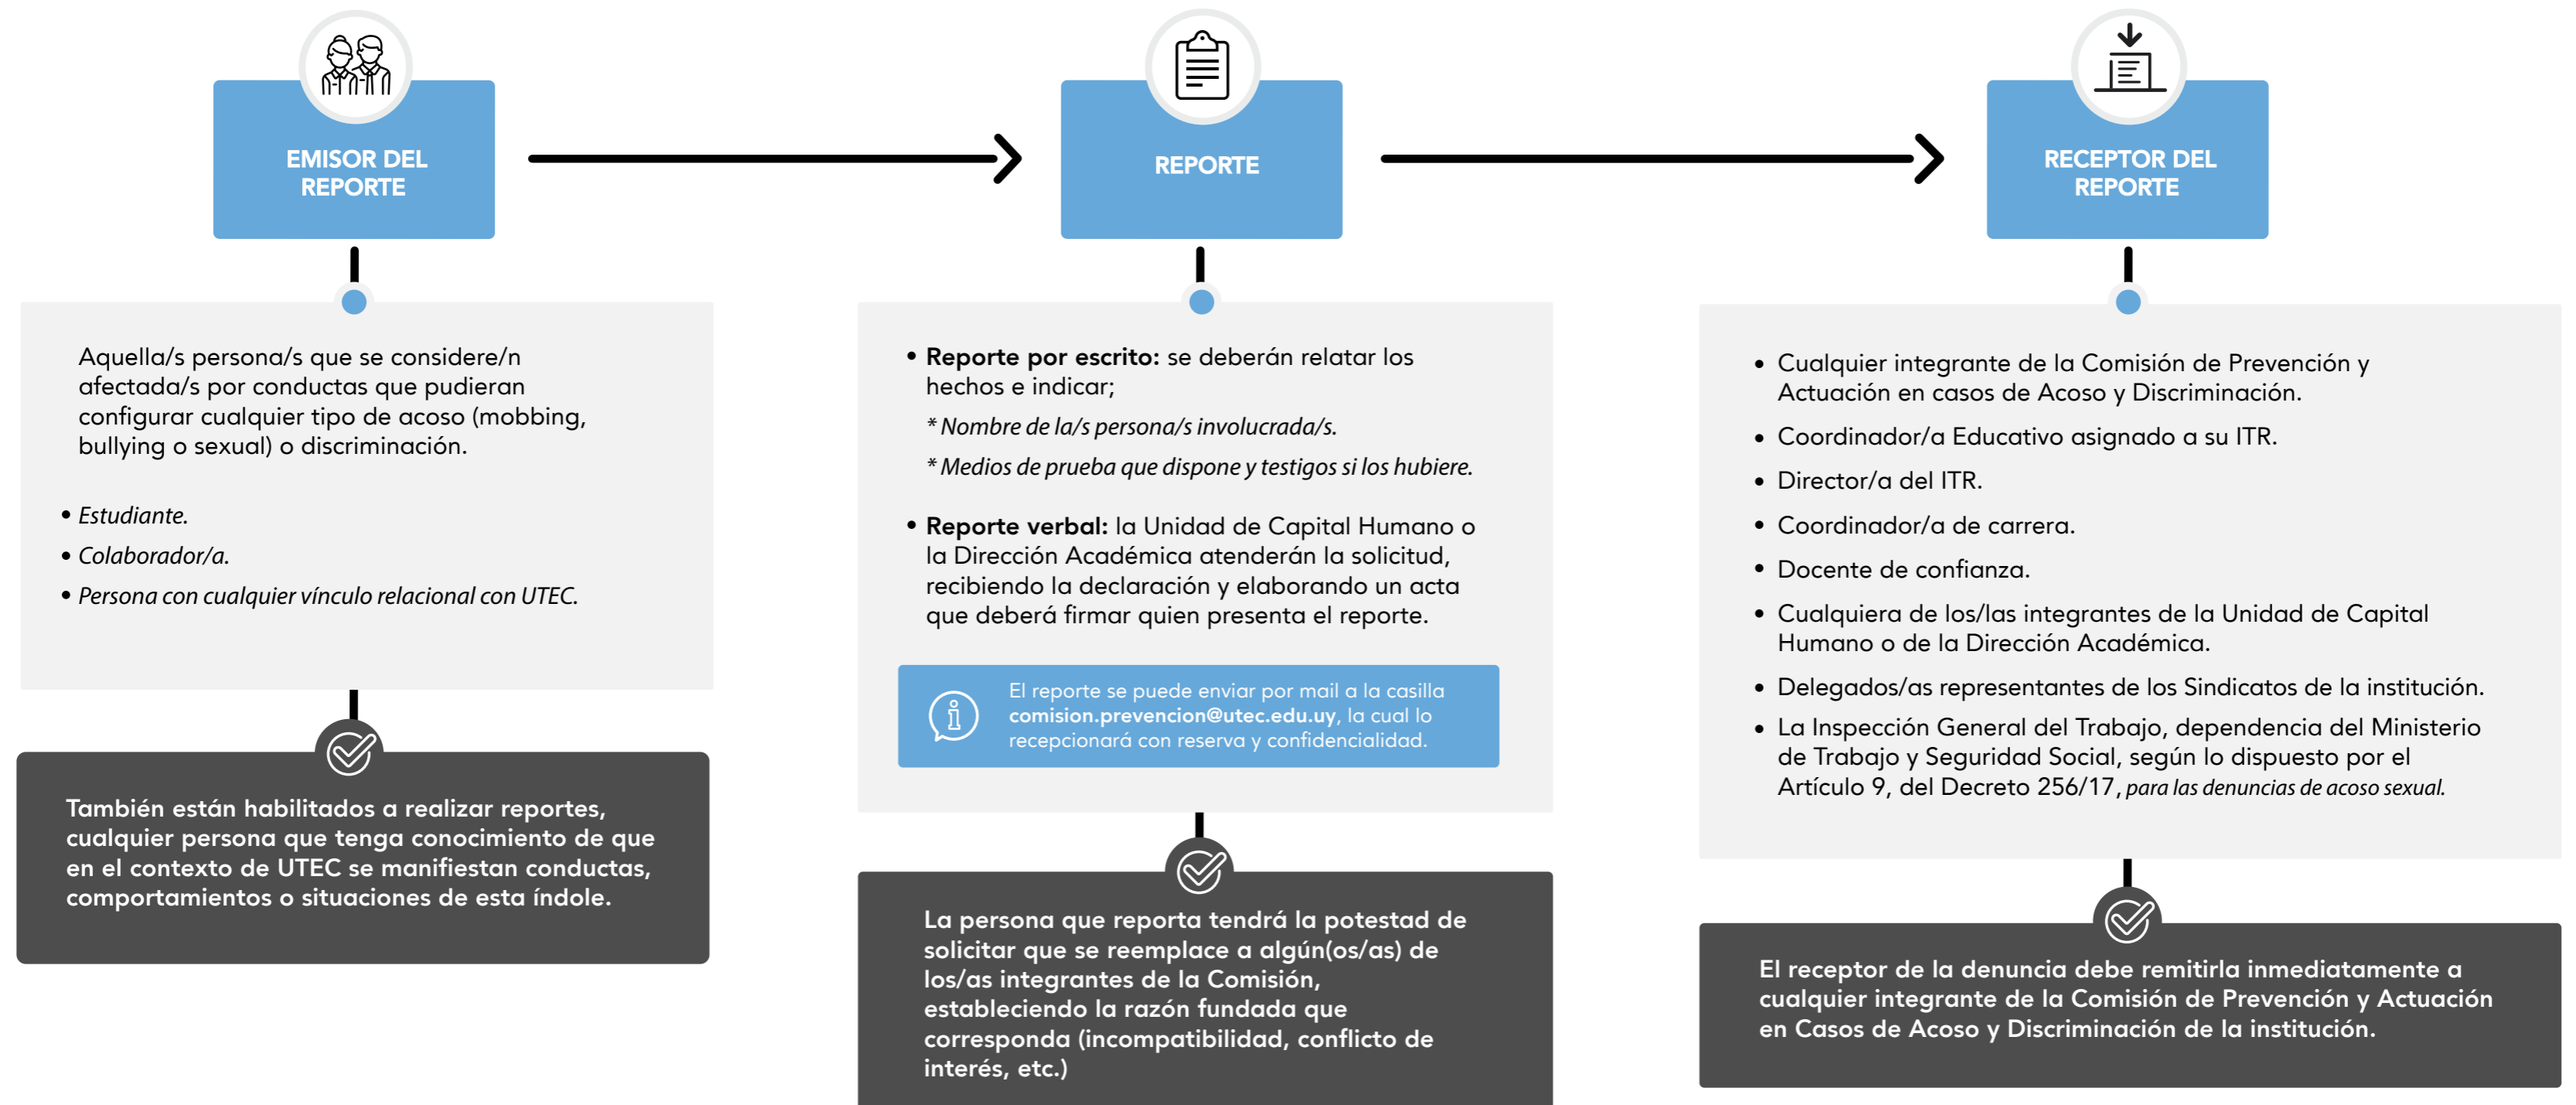 EMISOR DEL
REPORTE
Aquella/s persona/s que se considere/n
afectada/s por conductas que pudieran
configurar cualquier tipo de acoso (mobbing,
bullying o sexual) o discriminación.
• Estudiante.
• Colaborador/a.
• Persona con cualquier vínculo relacional con UTEC.
También están habilitados a realizar reportes,
cualquier persona que tenga conocimiento de que
en el contexto de UTEC se manifiestan conductas,
comportamientos o situaciones de esta índole.
REPORTE
• Reporte por escrito: se deberán relatar los
hechos e indicar;
* Nombre de la/s persona/s involucrada/s.
* Medios de prueba que dispone y testigos si los hubiere.
• Reporte verbal: la Unidad de Capital Humano o
la Dirección Académica atenderán la solicitud,
recibiendo la declaración y elaborando un acta
que deberá firmar quien presenta el reporte.
El reporte se puede enviar por mail a la casilla
comision.prevencion@utec.edu.uy, la cual lo
recepcionará con reserva y confidencialidad.
La persona que reporta tendrá la potestad de
solicitar que se reemplace a algún(os/as) de
los/as integrantes de la Comisión,
estableciendo la razón fundada que
corresponda (incompatibilidad, conflicto de
interés, etc.)
RECEPTOR DEL
REPORTE
• Cualquier integrante de la Comisión de Prevención y
Actuación en casos de Acoso y Discriminación.
• Coordinador/a Educativo asignado a su ITR.
• Director/a del ITR.
• Coordinador/a de carrera.
• Docente de confianza.
• Cualquiera de los/las integrantes de la Unidad de Capital
Humano o de la Dirección Académica.
• Delegados/as representantes de los Sindicatos de la institución.
• La Inspección General del Trabajo, dependencia del Ministerio
de Trabajo y Seguridad Social, según lo dispuesto por el
Artículo 9, del Decreto 256/17, para las denuncias de acoso sexual.
El receptor de la denuncia debe remitirla inmediatamente a
cualquier integrante de la Comisión de Prevención y Actuación
en Casos de Acoso y Discriminación de la institución.